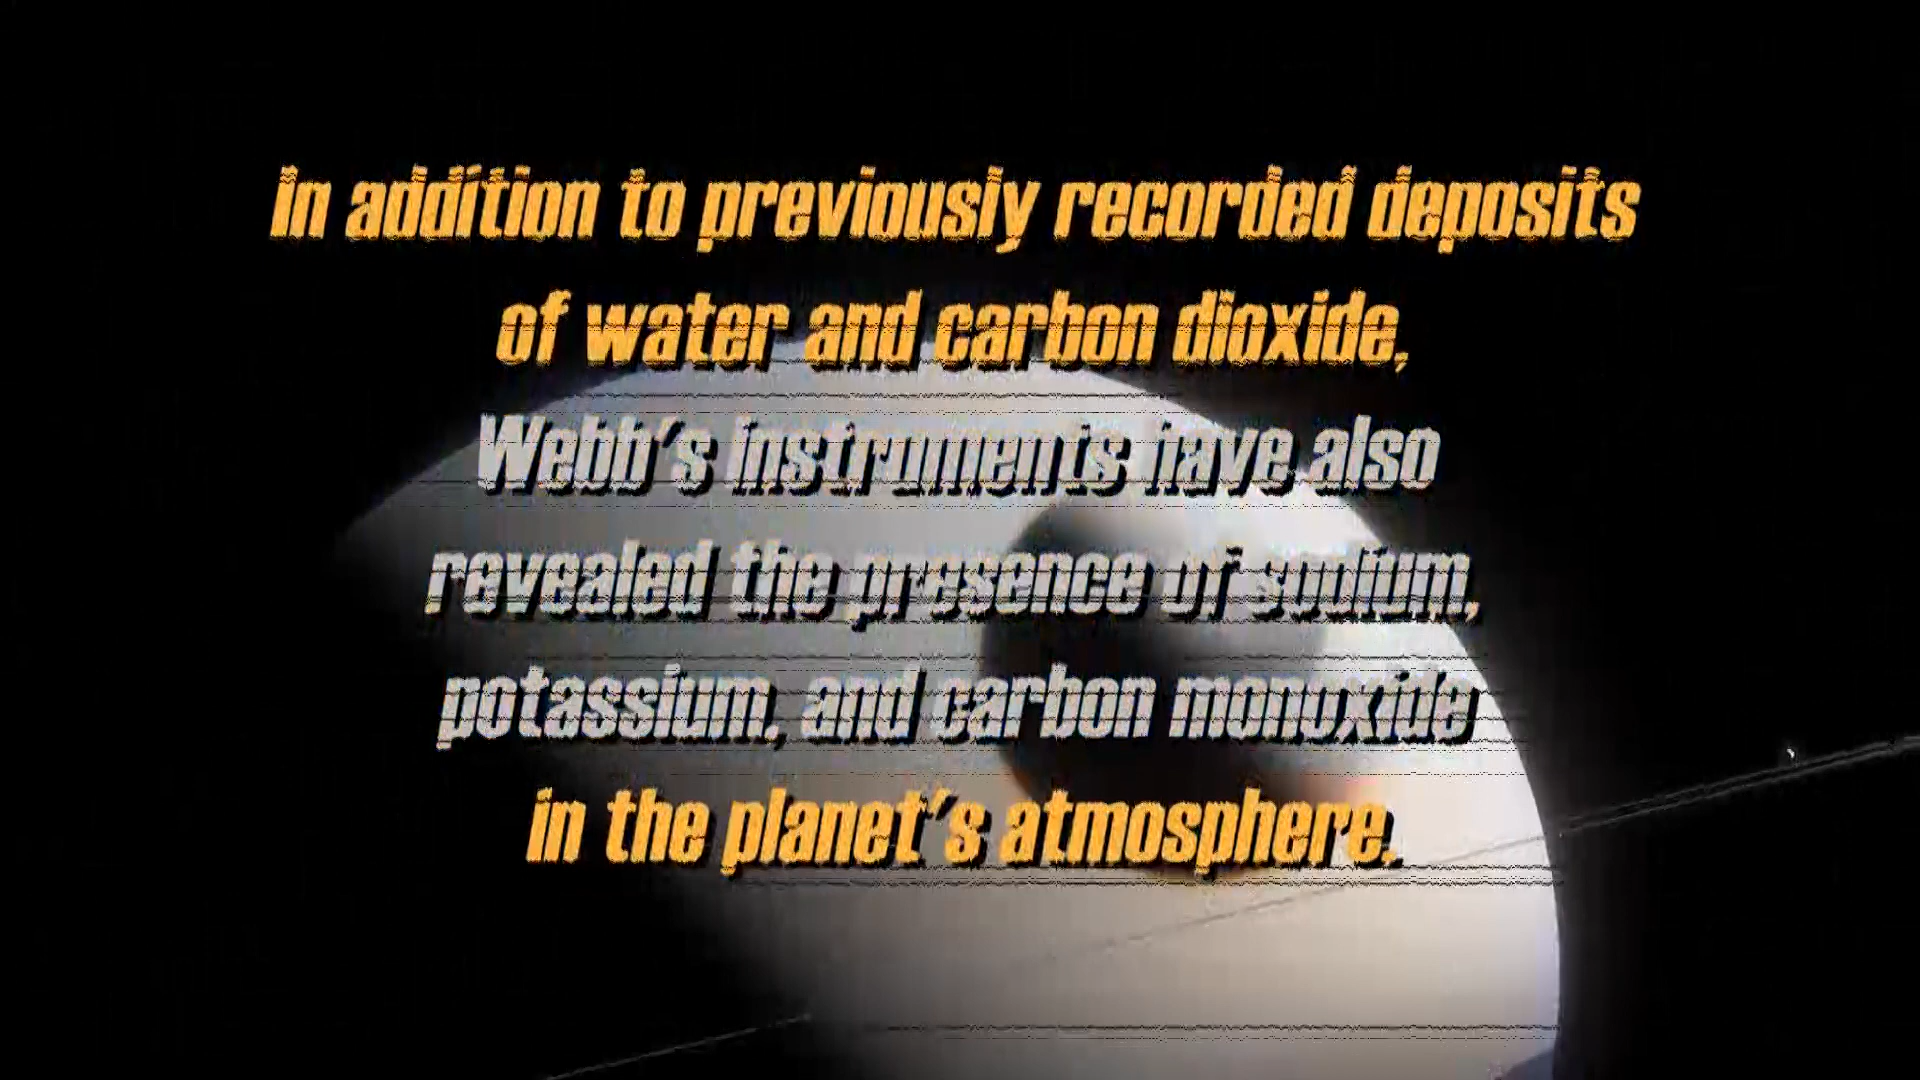 In addition to previously recorded deposits
of water and carbon dioxide,
Webb's instruments have also
revealed the presence of sodium,
potassium, and carbon monoxide
in the planet's atmosphere.